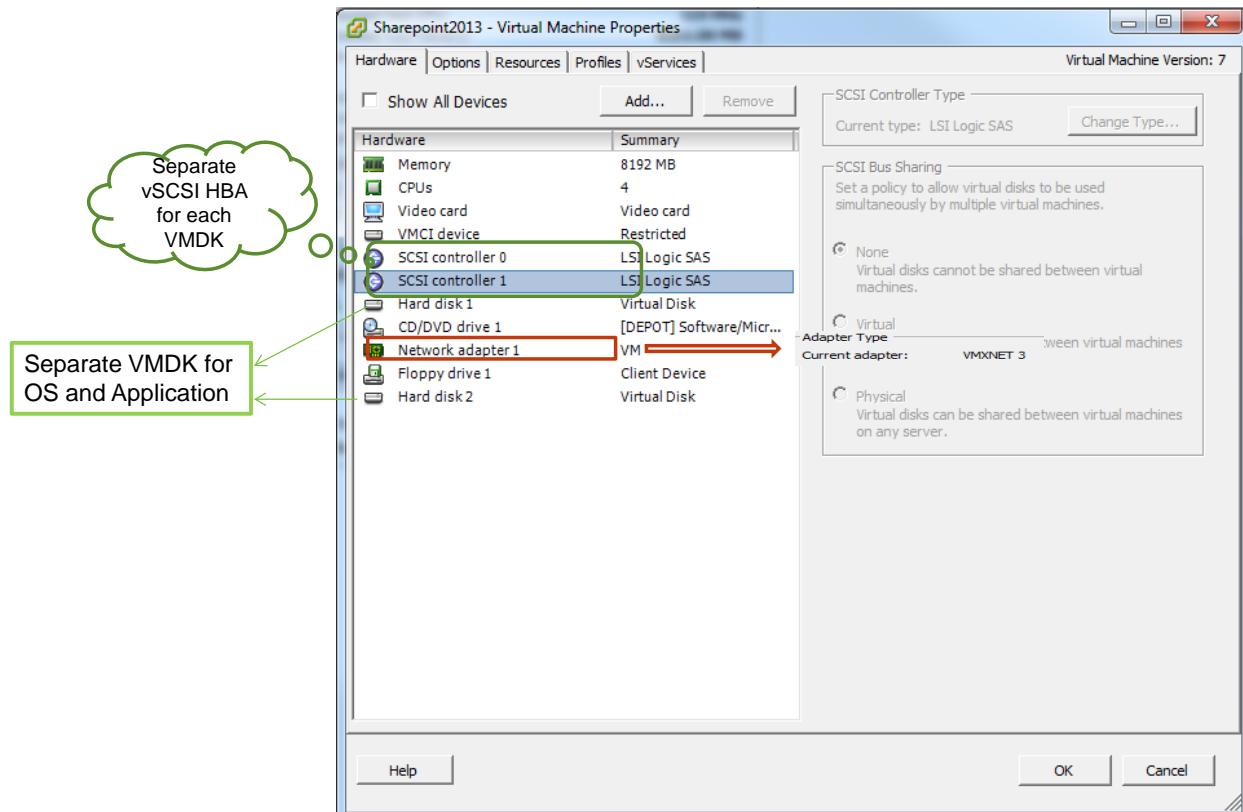 Sharepoint2013 - Virtual Machine Properties
Hardware Options Resources Profiles vServices
Virtual Machine Version: 7
Show All Devices
Add...
Remove
Hardware Summary
Memory 8192 MB
CPUs 4
Video card Video card
VMCI device Restricted
SCSI controller 0 LSI Logic SAS
SCSI controller 1 LSI Logic SAS
Hard disk 1 Virtual Disk
CD/DVD drive 1 [DEPOT] Software/Micr...
Network adapter 1 VM
Floppy drive 1 Client Device
Hard disk 2 Virtual Disk
Separate
vSCSI HBA
for each
VMDK
Separate VMDK for
OS and Application
SCSI Controller Type
Current type: LSI Logic SAS
Change Type...
SCSI Bus Sharing
Set a policy to allow virtual disks to be used
simultaneously by multiple virtual machines.
None
Virtual disks cannot be shared between virtual
machines.
Virtual
Adapter Type
ween virtual machines
Current adapter: VMXNET 3
Physical
Virtual disks can be shared between virtual machines
on any server.
Help
OK
Cancel